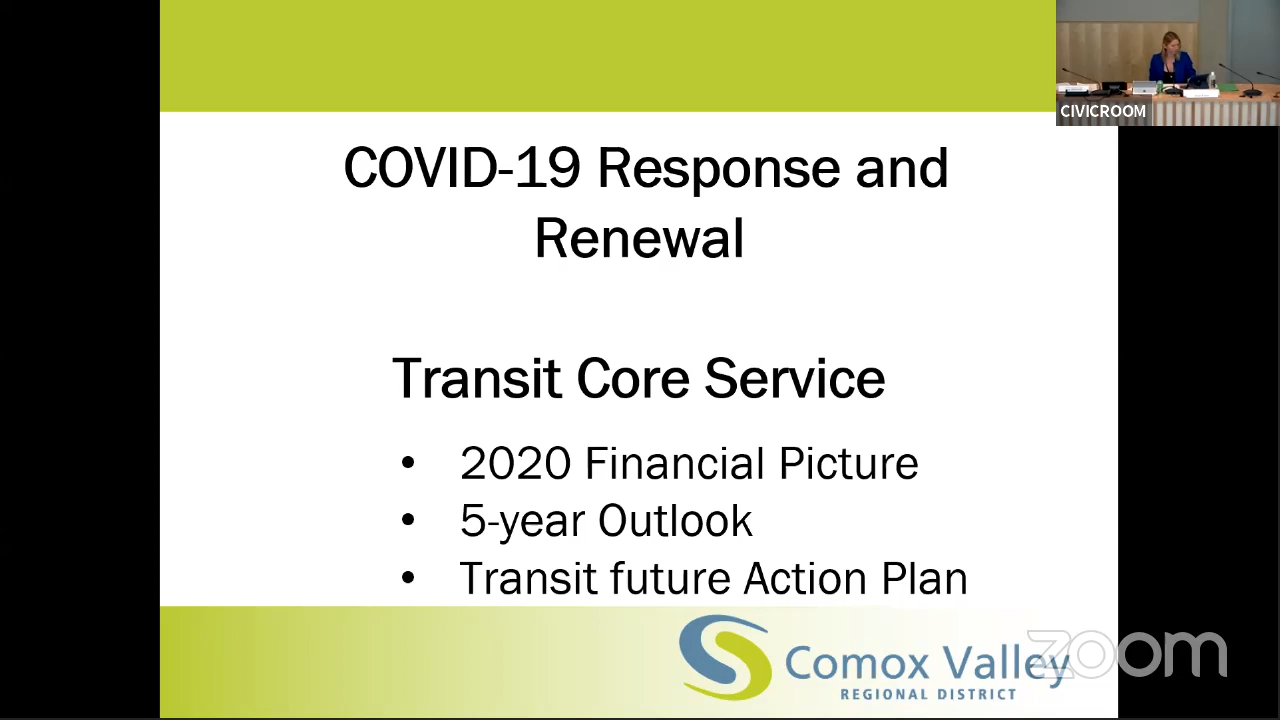 CIVICROOM
COVID-19 Response and
Renewal
Transit Core Service
• 2020 Financial Picture
• 5-year Outlook
• Transit future Action Plan
Comox Valley
REGIONAL DISTRICT
zoom